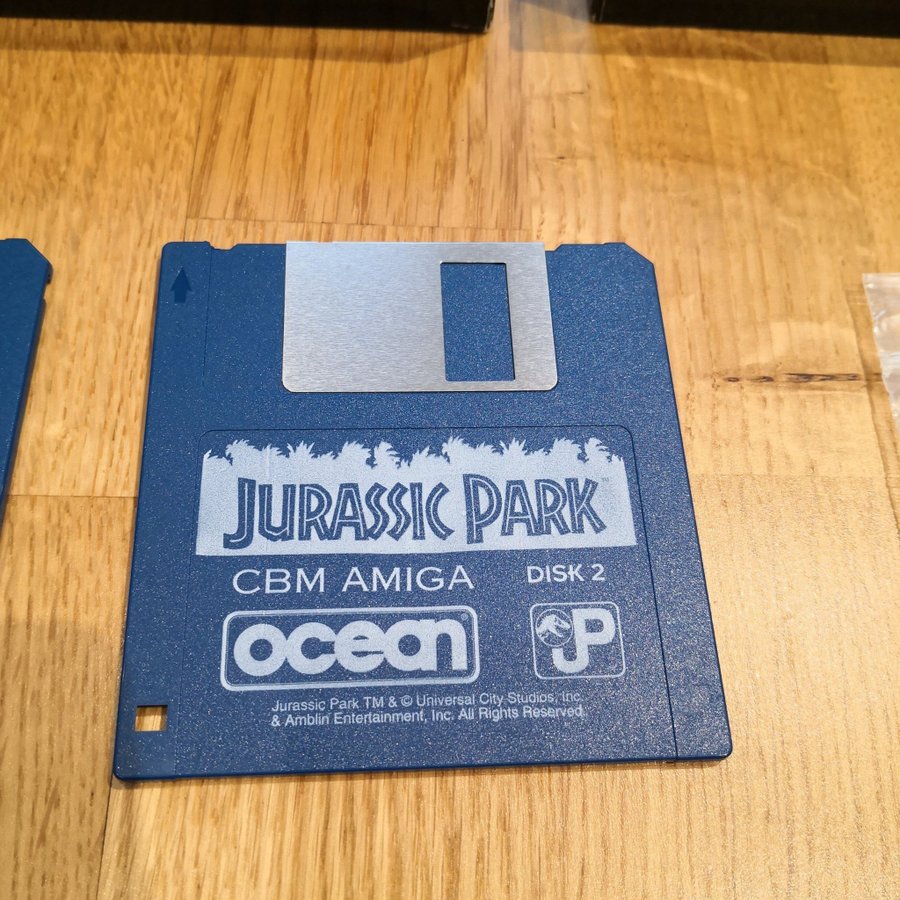 JURASSIC PARK™
CBM AMIGA DISK 2
ocean®
JP
Jurassic Park TM & © Universal City Studios, Inc.
& Amblin Entertainment, Inc. All Rights Reserved.